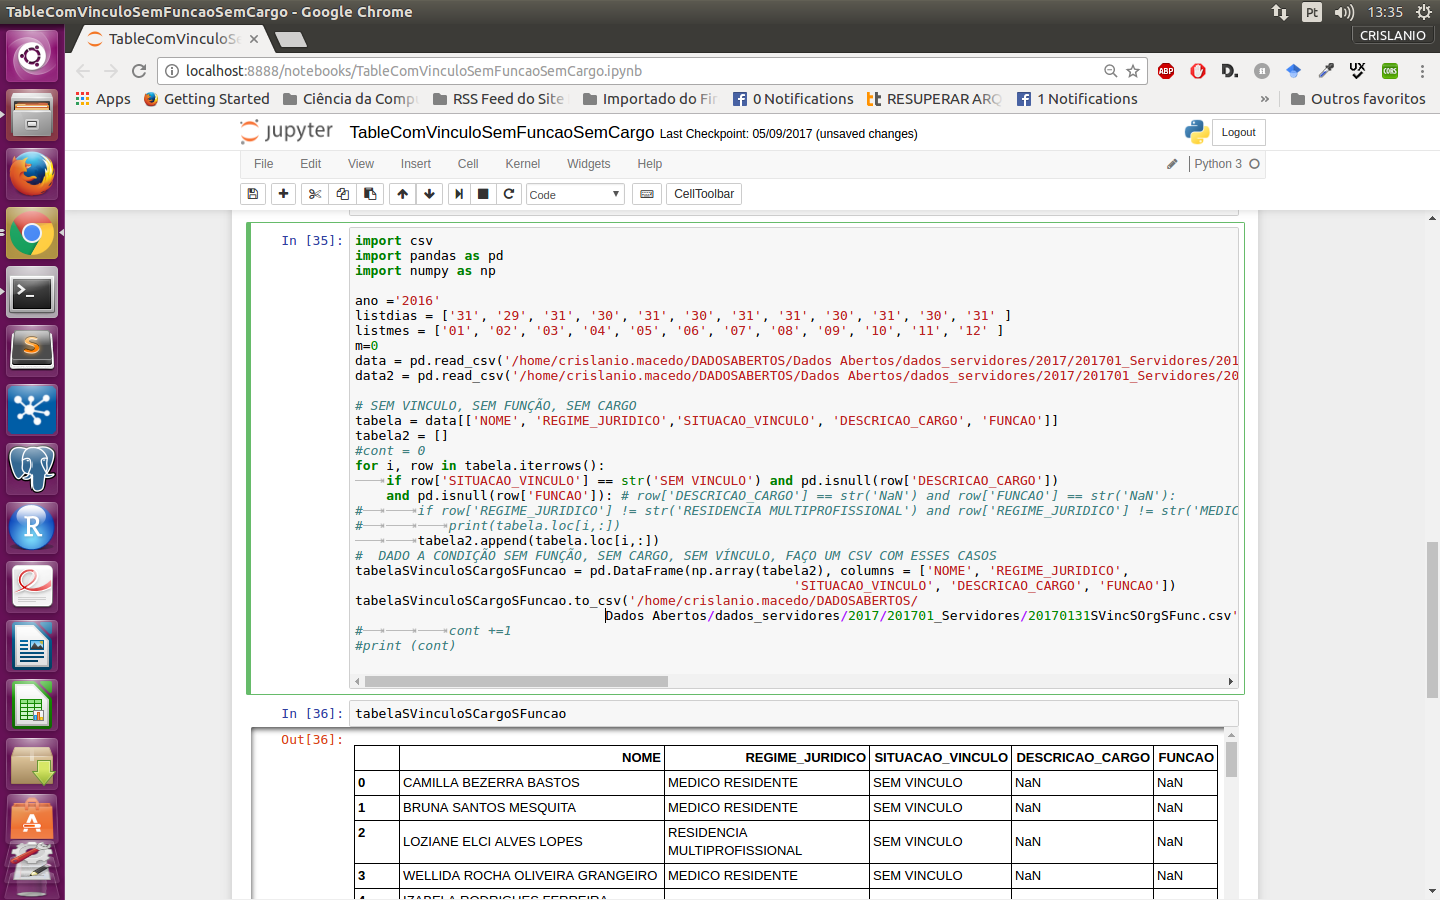 TableComVinculoSemFuncaoSemCargo - Google Chrome
Pt
13:35
TableComVinculoSe
CRISLANIO
localhost:8888/notebooks/TableComVinculoSemFuncaoSemCargo.ipynb
ABP
D.
UX
CORS
Apps
Getting Started
Ciência da Compu
RSS Feed do Site
Importado do Fir
0 Notifications
RESUPERAR ARQ
1 Notifications
»
Outros favoritos
jupyter
TableComVinculoSemFuncaoSemCargo Last Checkpoint: 05/09/2017 (unsaved changes)
Logout
File Edit View Insert Cell Kernel Widgets Help
Python 3
Code
CellToolbar
In [35]:
import csv
import pandas as pd
import numpy as np
ano ='2016'
listdias = ['31', '29', '31', '30', '31', '30', '31', '31', '30', '31', '30', '31' ]
listmes = ['01', '02', '03', '04', '05', '06', '07', '08', '09', '10', '11', '12' ]
m=0
data = pd.read_csv('/home/crislanio.macedo/DADOSABERTOS/Dados Abertos/dados_servidores/2017/201701_Servidores/201
data2 = pd.read_csv('/home/crislanio.macedo/DADOSABERTOS/Dados Abertos/dados_servidores/2017/201701_Servidores/20
# SEM VINCULO, SEM FUNÇÃO, SEM CARGO
tabela = data[['NOME', 'REGIME_JURIDICO','SITUACAO_VINCULO', 'DESCRICAO_CARGO', 'FUNCAO']]
tabela2 = []
#cont = 0
for i, row in tabela.iterrows():
if row['SITUACAO_VINCULO'] == str('SEM VINCULO') and pd.isnull(row['DESCRICAO_CARGO'])
and pd.isnull(row['FUNCAO']): # row['DESCRICAO_CARGO'] == str('NaN') and row['FUNCAO'] == str('NaN'):
# if row['REGIME_JURIDICO'] != str('RESIDENCIA MULTIPROFISSIONAL') and row['REGIME_JURIDICO'] != str('MEDIC
# print(tabela.loc[i,:])
tabela2.append(tabela.loc[i,:])
# DADO A CONDIÇÃO SEM FUNÇÃO, SEM CARGO, SEM VÍNCULO, FAÇO UM CSV COM ESSES CASOS
tabelaSVinculoSCargoSFuncao = pd.DataFrame(np.array(tabela2), columns = ['NOME', 'REGIME_JURIDICO',
'SITUACAO_VINCULO', 'DESCRICAO_CARGO', 'FUNCAO'])
tabelaSVinculoSCargoSFuncao.to_csv('/home/crislanio.macedo/DADOSABERTOS/
Dados Abertos/dados_servidores/2017/201701_Servidores/20170131SVincSOrgSFunc.csv'
# cont +=1
#print (cont)
In [36]:
tabelaSVinculoSCargoSFuncao
Out[36]:
NOME REGIME_JURIDICO SITUACAO_VINCULO DESCRICAO_CARGO FUNCAO
0 CAMILLA BEZERRA BASTOS MEDICO RESIDENTE SEM VINCULO NaN NaN
1 BRUNA SANTOS MESQUITA MEDICO RESIDENTE SEM VINCULO NaN NaN
2 LOZIANE ELCI ALVES LOPES RESIDENCIA MULTIPROFISSIONAL SEM VINCULO NaN NaN
3 WELLIDA ROCHA OLIVEIRA GRANGEIRO MEDICO RESIDENTE SEM VINCULO NaN NaN
IZABELA RODRIGUES FERREIRA